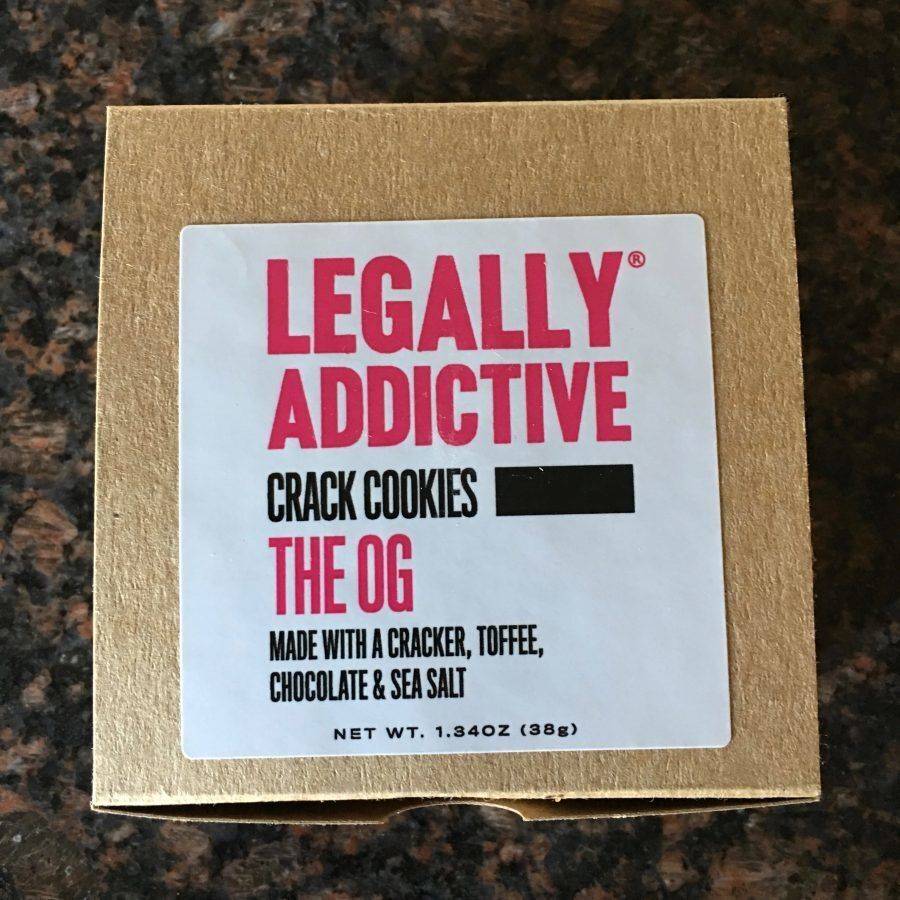 LEGALLY®
ADDICTIVE
CRACK COOKIES
THE OG
MADE WITH A CRACKER, TOFFEE,
CHOCOLATE & SEA SALT
NET WT. 1.34OZ (38g)